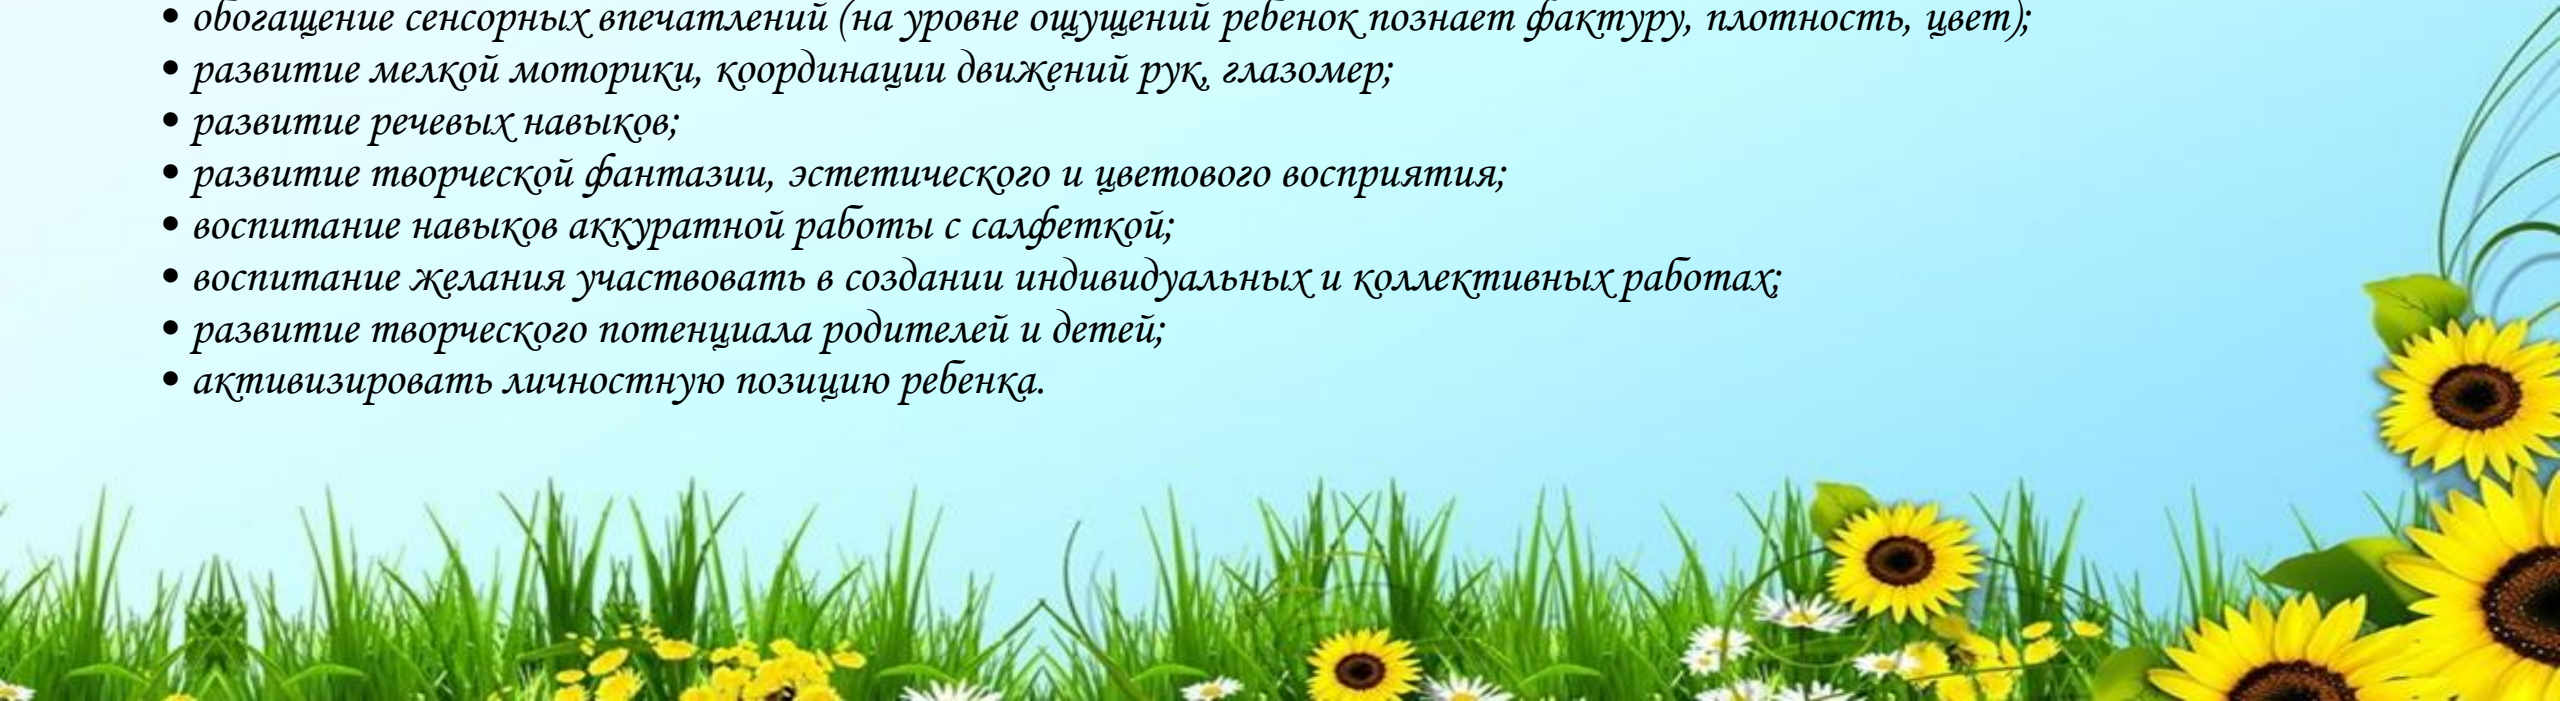 • обогащение сенсорных впечатлений (на уровне ощущений ребенок познает фактуру, плотность, цвет);
• развитие мелкой моторики, координации движений рук, глазомер;
• развитие речевых навыков;
• развитие творческой фантазии, эстетического и цветового восприятия;
• воспитание навыков аккуратной работы с салфеткой;
• воспитание желания участвовать в создании индивидуальных и коллективных работах;
• развитие творческого потенциала родителей и детей;
• активизировать личностную позицию ребенка.